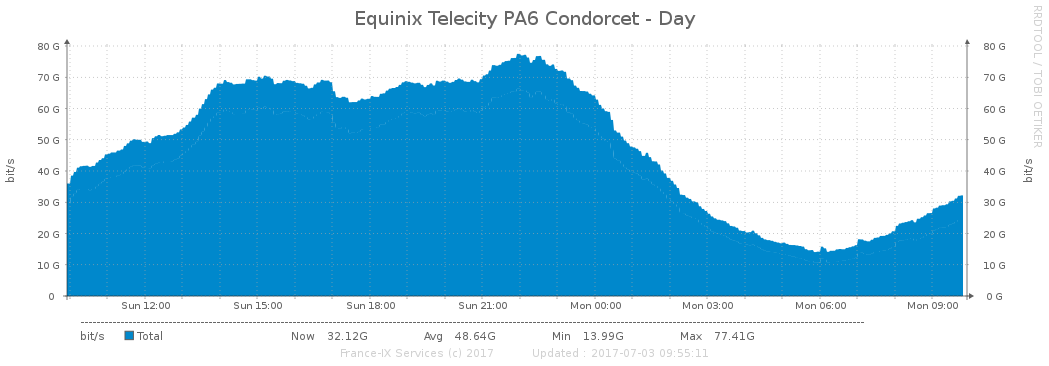 Equinix Telecity PA6 Condorcet - Day
RRDTOOL / TOBI OETIKER
bit/s
80 G
70 G
60 G
50 G
40 G
30 G
20 G
10 G
0
80 G
70 G
60 G
50 G
40 G
30 G
20 G
10 G
0 G
bit/s
Sun 12:00 Sun 15:00 Sun 18:00 Sun 21:00 Mon 00:00 Mon 03:00 Mon 06:00 Mon 09:00
bit/s Total Now 32.12G Avg 48.64G Min 13.99G Max 77.41G
France-IX Services (c) 2017 Updated : 2017-07-03 09:55:11